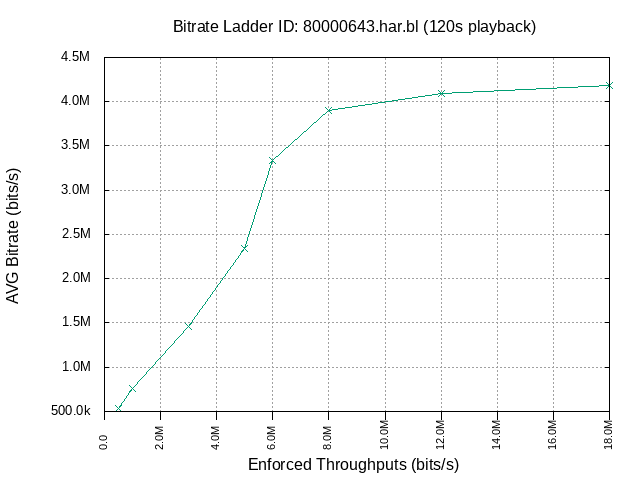 Bitrate Ladder ID: 80000643.har.bl (120s playback)
4.5M
4.0M
3.5M
3.0M
2.5M
2.0M
1.5M
1.0M
500.0k
AVG Bitrate (bits/s)
0.0
2.0M
4.0M
6.0M
8.0M
10.0M
12.0M
14.0M
16.0M
18.0M
Enforced Throughputs (bits/s)